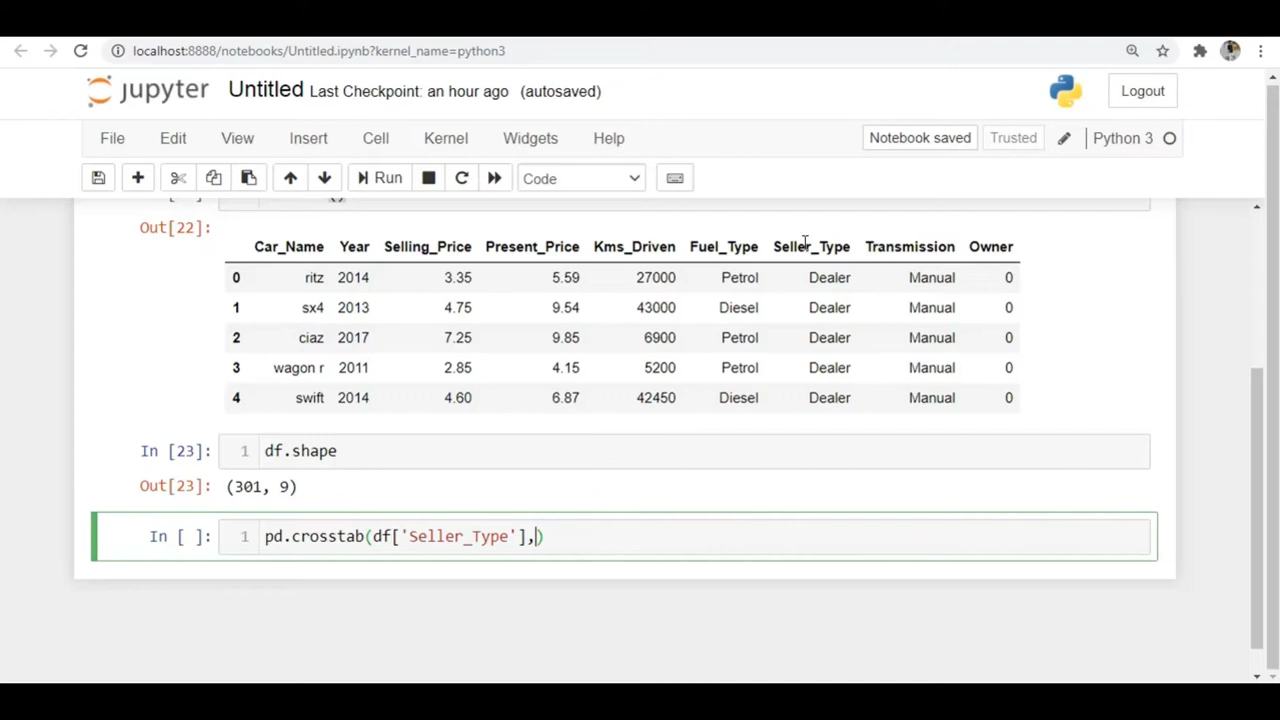 localhost:8888/notebooks/Untitled.ipynb?kernel_name=python3
jupyter Untitled Last Checkpoint: an hour ago (autosaved) Logout
File Edit View Insert Cell Kernel Widgets Help Notebook saved Trusted Python 3
Run Code
Out[22]:
Car_Name Year Selling_Price Present_Price Kms_Driven Fuel_Type Seller_Type Transmission Owner
0 ritz 2014 3.35 5.59 27000 Petrol Dealer Manual 0
1 sx4 2013 4.75 9.54 43000 Diesel Dealer Manual 0
2 ciaz 2017 7.25 9.85 6900 Petrol Dealer Manual 0
3 wagon r 2011 2.85 4.15 5200 Petrol Dealer Manual 0
4 swift 2014 4.60 6.87 42450 Diesel Dealer Manual 0
In [23]: 1 df.shape
Out[23]: (301, 9)
In [ ]: 1 pd.crosstab(df['Seller_Type'],)